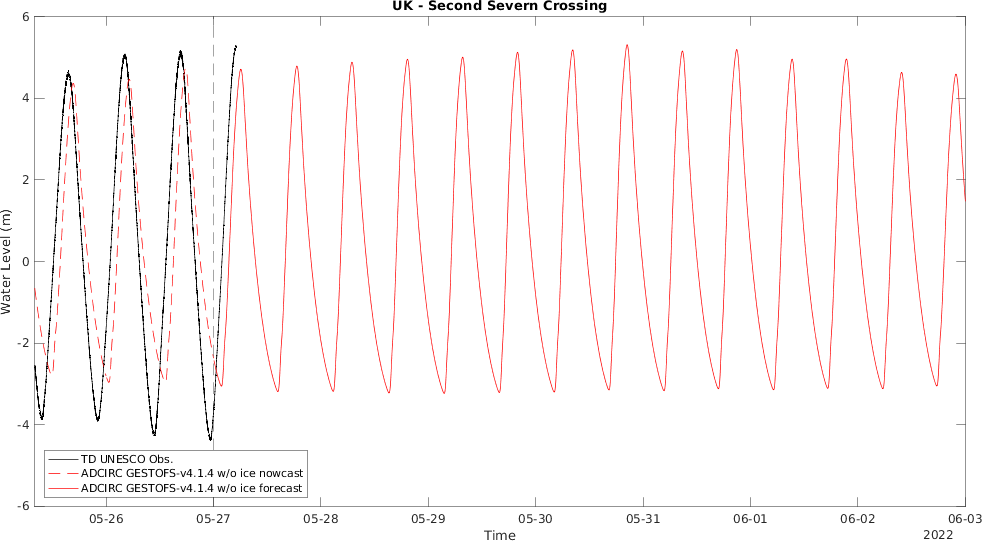 UK - Second Severn Crossing
6
4
2
0
-2
-4
-6
Water Level (m)
TD UNESCO Obs.
ADCIRC GESTOFS-v4.1.4 w/o ice nowcast
ADCIRC GESTOFS-v4.1.4 w/o ice forecast
05-26 05-27 05-28 05-29 05-30 05-31 06-01 06-02 06-03
Time
2022